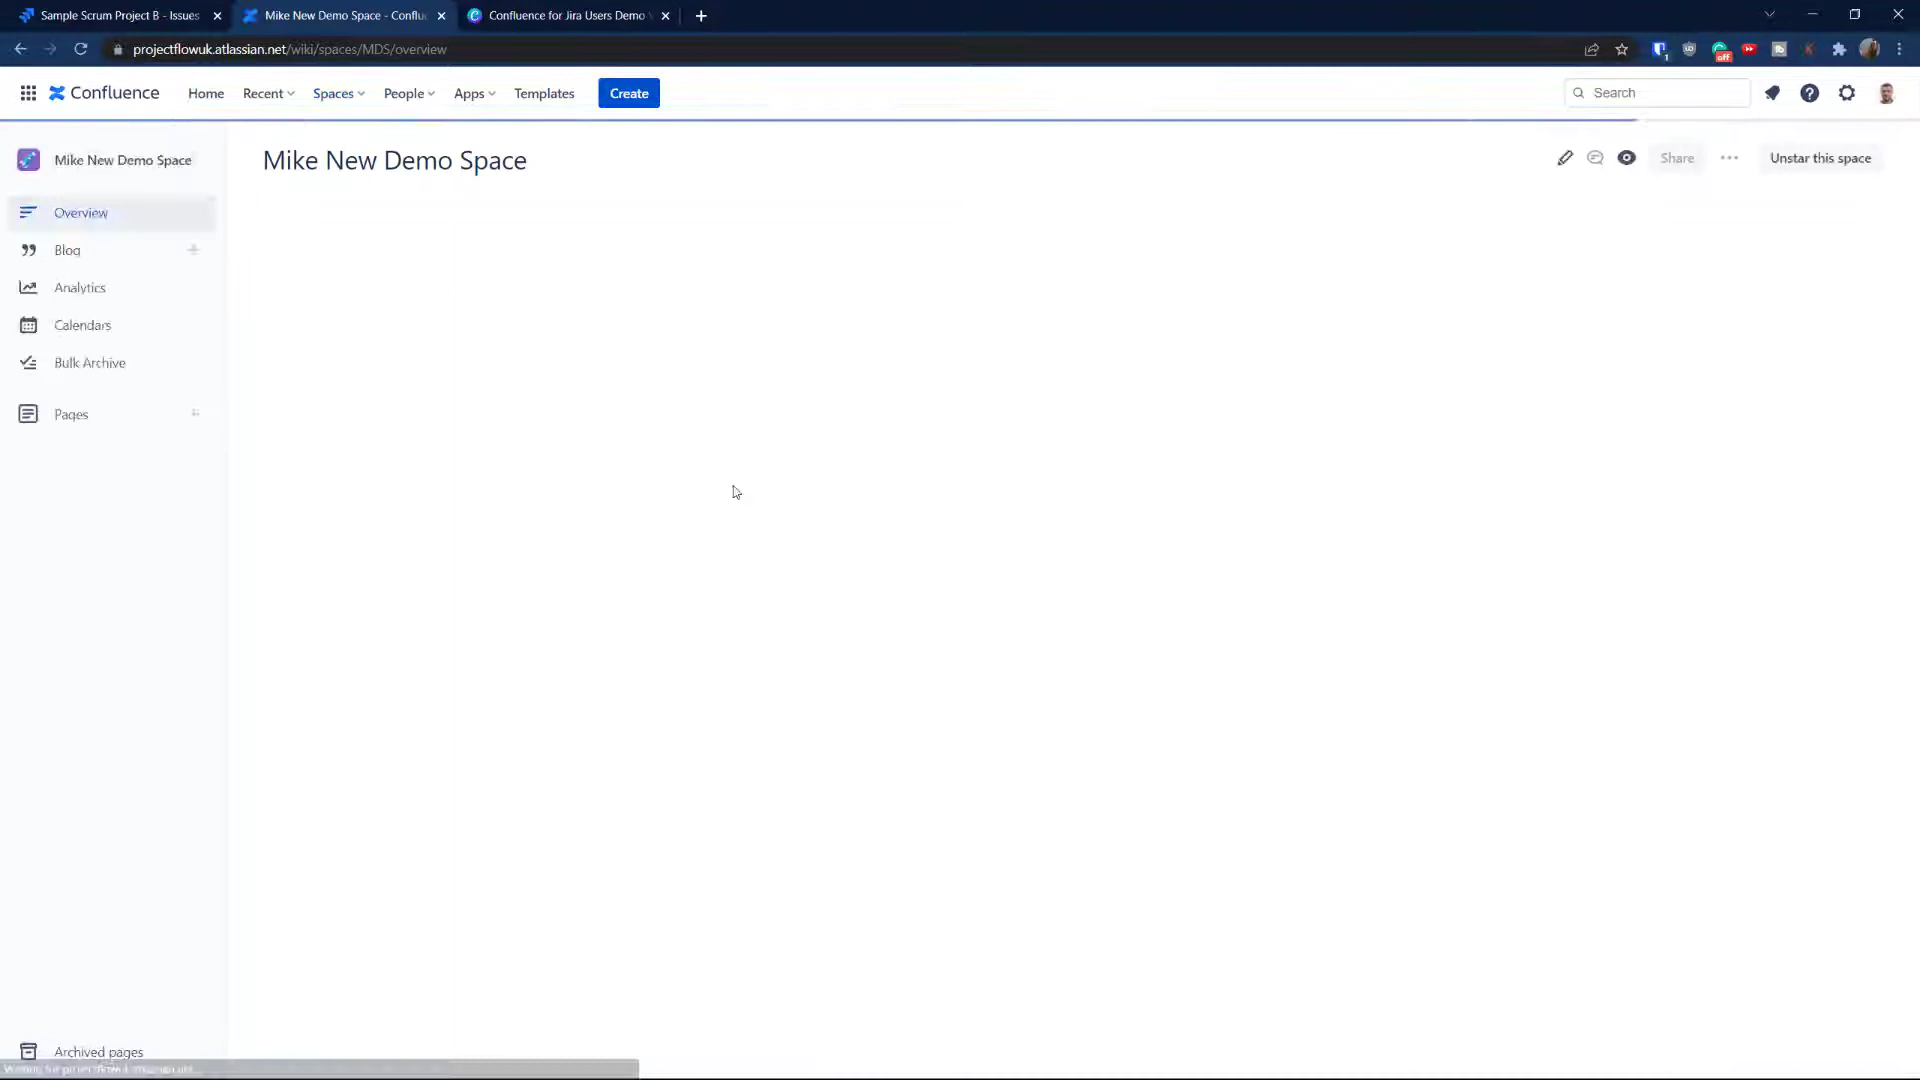 Sample Scrum Project B - Issues
Mike New Demo Space - Conflu
Confluence for Jira Users Demo
projectflowuk.atlassian.net/wiki/spaces/MDS/overview
off
1
Confluence
Home
Recent
Spaces
People
Apps
Templates
Create
Search
Mike New Demo Space
Mike New Demo Space
Share
Unstar this space
Overview
Blog
Analytics
Calendars
Bulk Archive
Pages
Archived pages